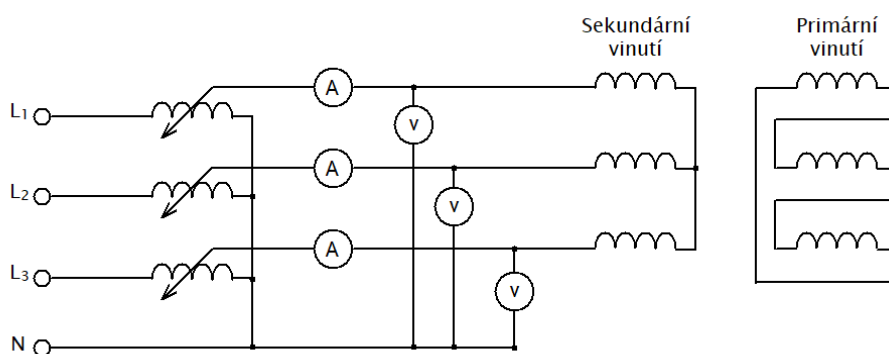 Sekundární
vinutí
Primární
vinutí
L1
A
v
L2
A
v
L3
A
v
N